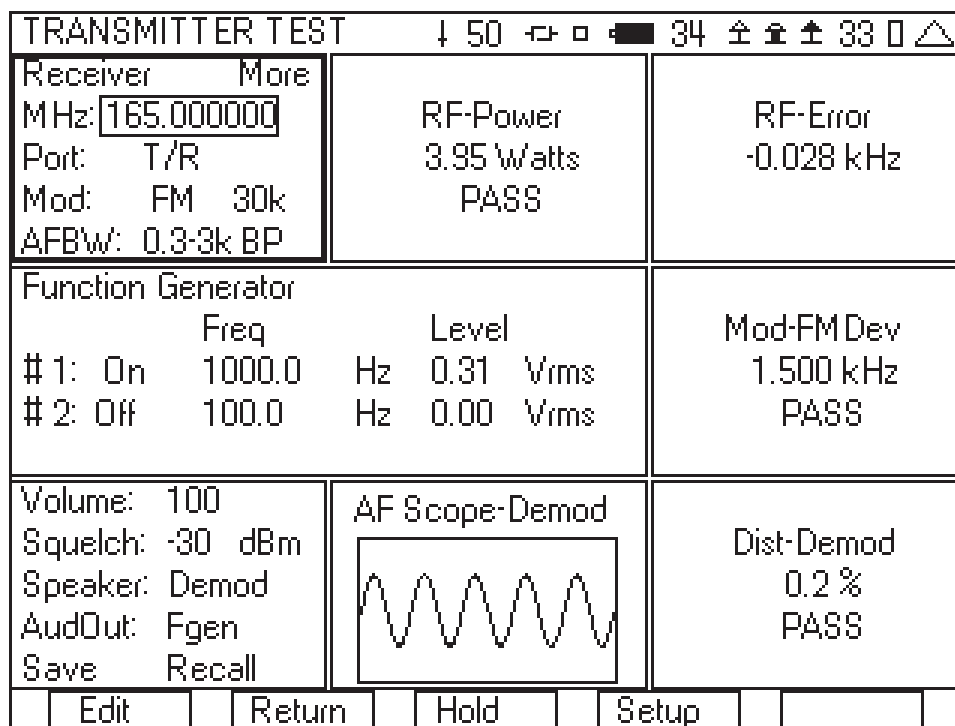 TRANSMITTER TEST 50 34 33
Receiver More
MHz: 165.000000
Port: T/R
Mod: FM 30k
AFBW: 0.3-3k BP
RF-Power
3.95 Watts
PASS
RF-Error
-0.028 kHz
Function Generator
Freq Level
# 1: On 1000.0 Hz 0.31 Vrms
# 2: Off 100.0 Hz 0.00 Vrms
Mod-FM Dev
1.500 kHz
PASS
Volume: 100
Squelch: -30 dBm
Speaker: Demod
AudOut: Fgen
Save Recall
AF Scope-Demod
Dist-Demod
0.2 %
PASS
Edit Return Hold Setup